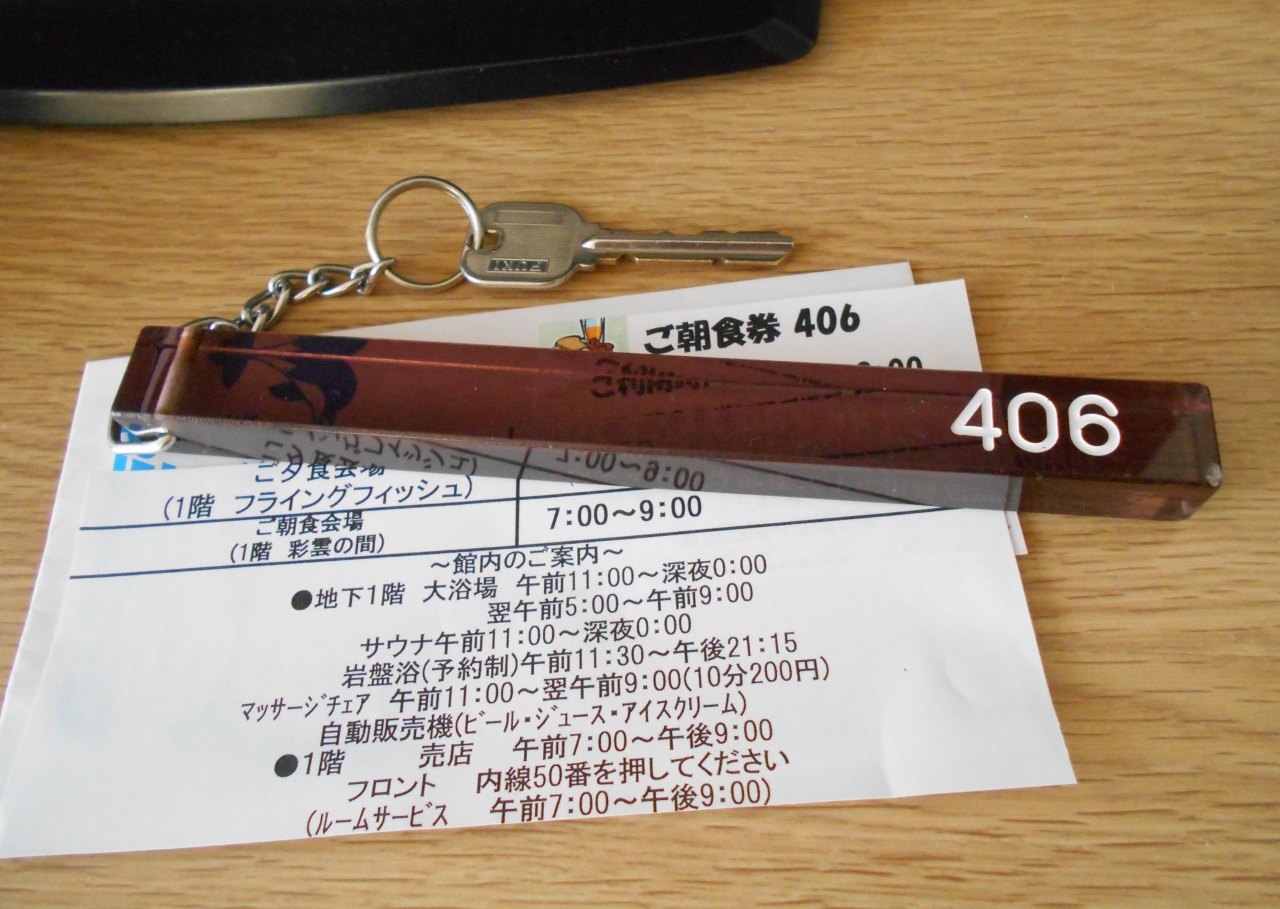 FUKI
ご朝食券 406
406
ご夕食会場
(1階 フライングフィッシュ)
ご朝食会場
7:00～9:00
(1階 彩雲の間)
～館内のご案内～
●地下1階 大浴場 午前11:00～深夜0:00
翌午前5:00～午前9:00
サウナ午前11:00～深夜0:00
岩盤浴(予約制)午前11:30～午後21:15
ﾏｯｻｰｼﾞﾁｪｱ 午前11:00～翌午前9:00(10分200円)
自動販売機(ﾋﾞｰﾙ・ｼﾞｭｰｽ・ｱｲｽｸﾘｰﾑ)
●1階 売店 午前7:00～午後9:00
フロント 内線50番を押してください
(ﾙｰﾑｻｰﾋﾞｽ 午前7:00～午後9:00)